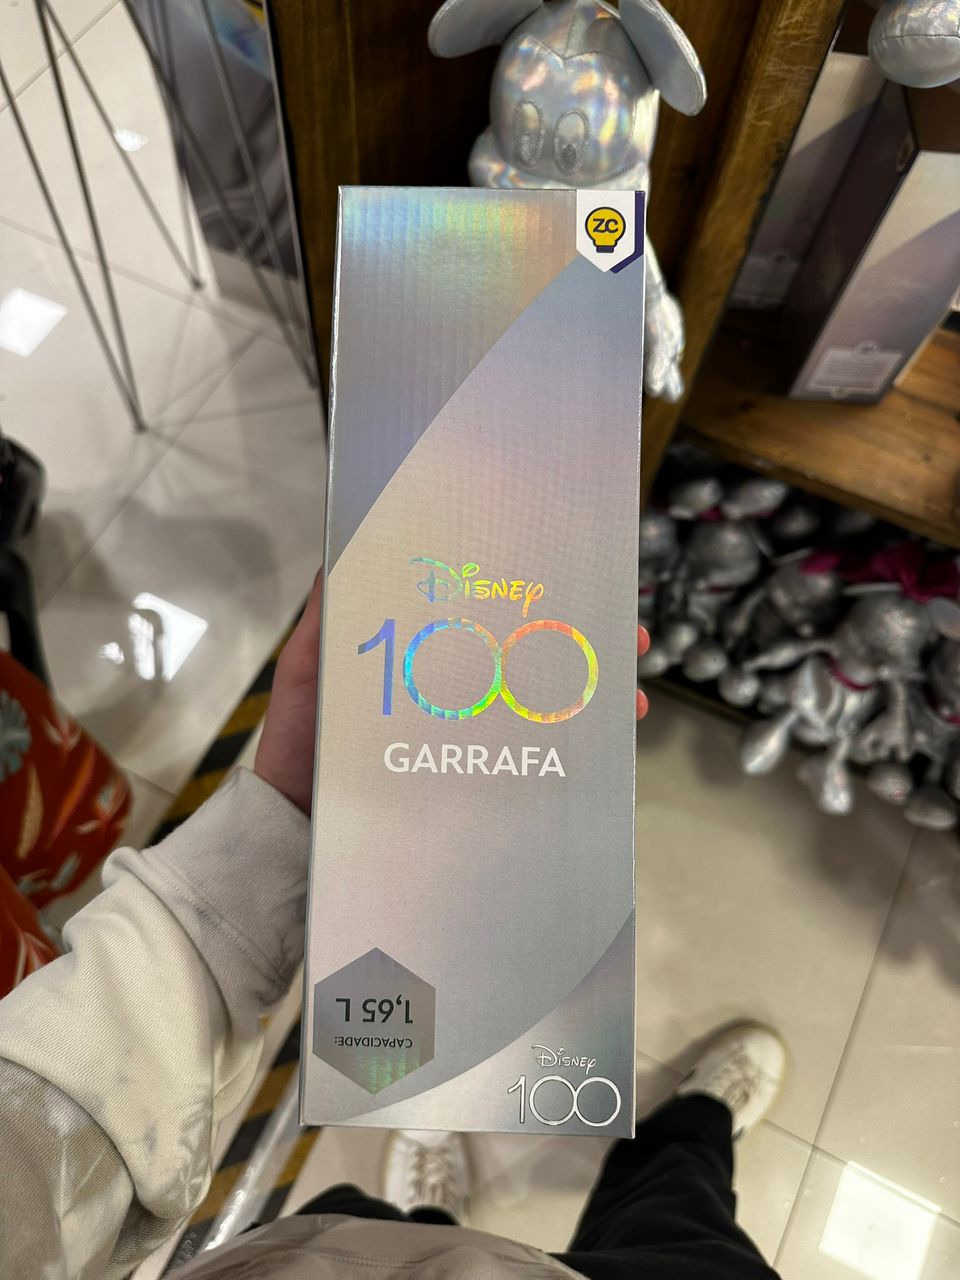 ZC
Disney
100
GARRAFA
CAPACIDADE:
1,65 L
Disney
100